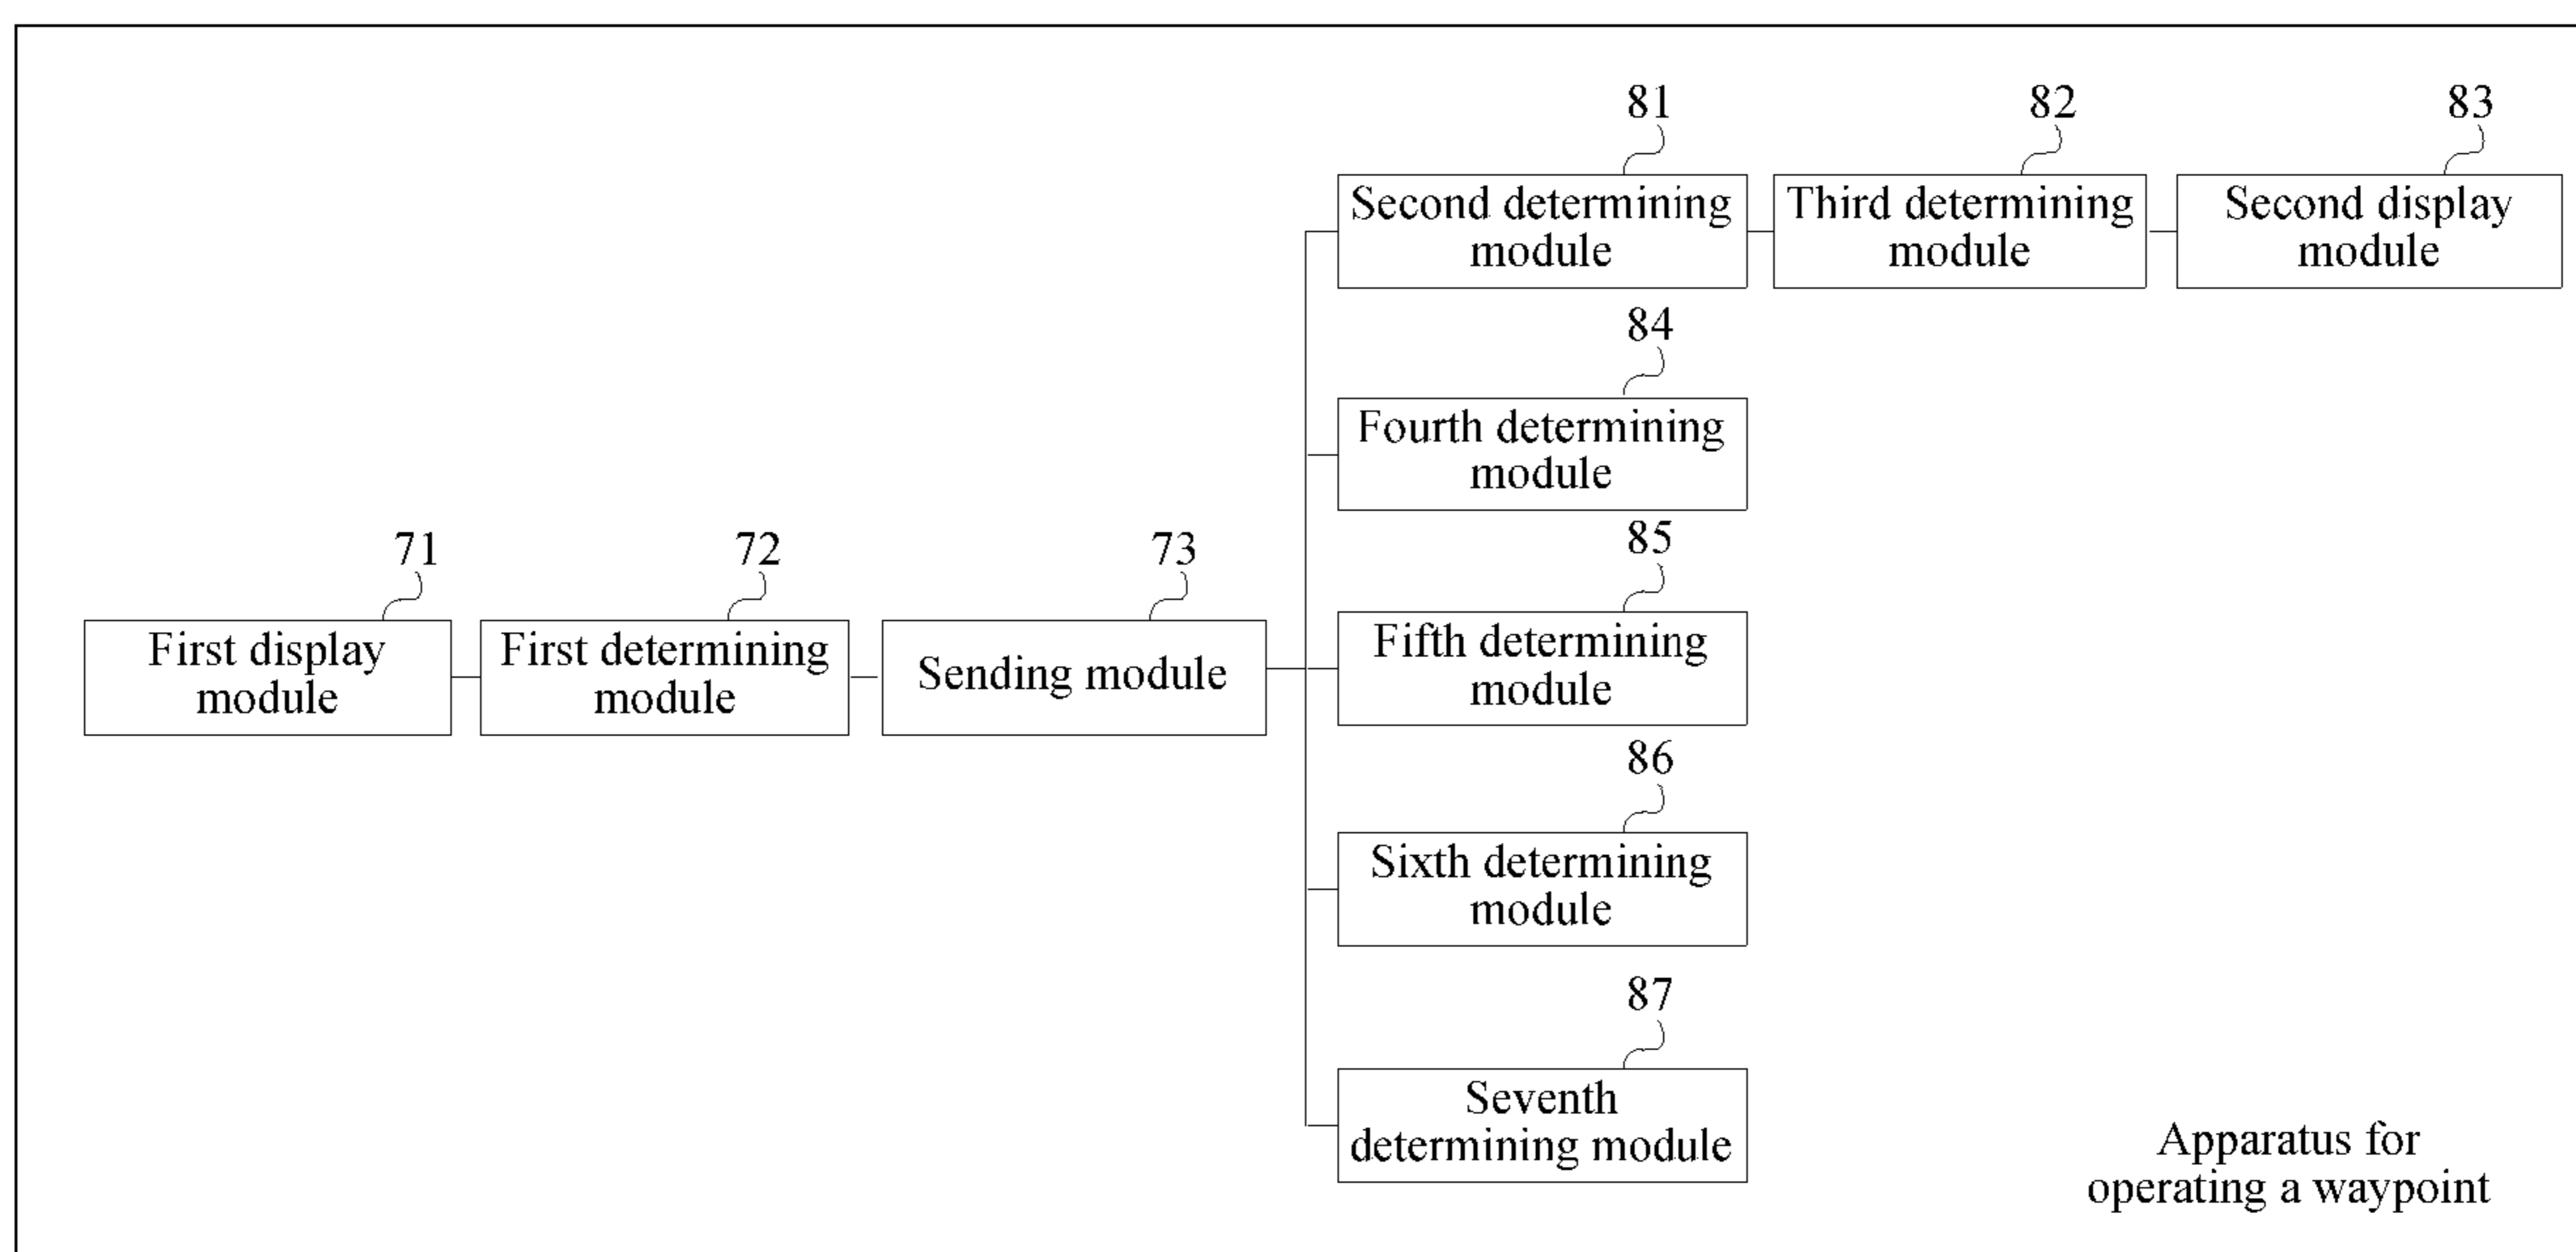 81
82
83
Second determining
module
Third determining
module
Second display
module
84
Fourth determining
module
71
72
73
85
First display
module
First determining
module
Sending module
Fifth determining
module
86
Sixth determining
module
87
Seventh
determining module
Apparatus for
operating a waypoint